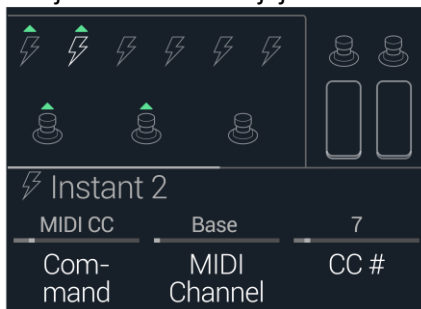 Instant 2
MIDI CC Base 7
Com- MIDI CC #
mand Channel